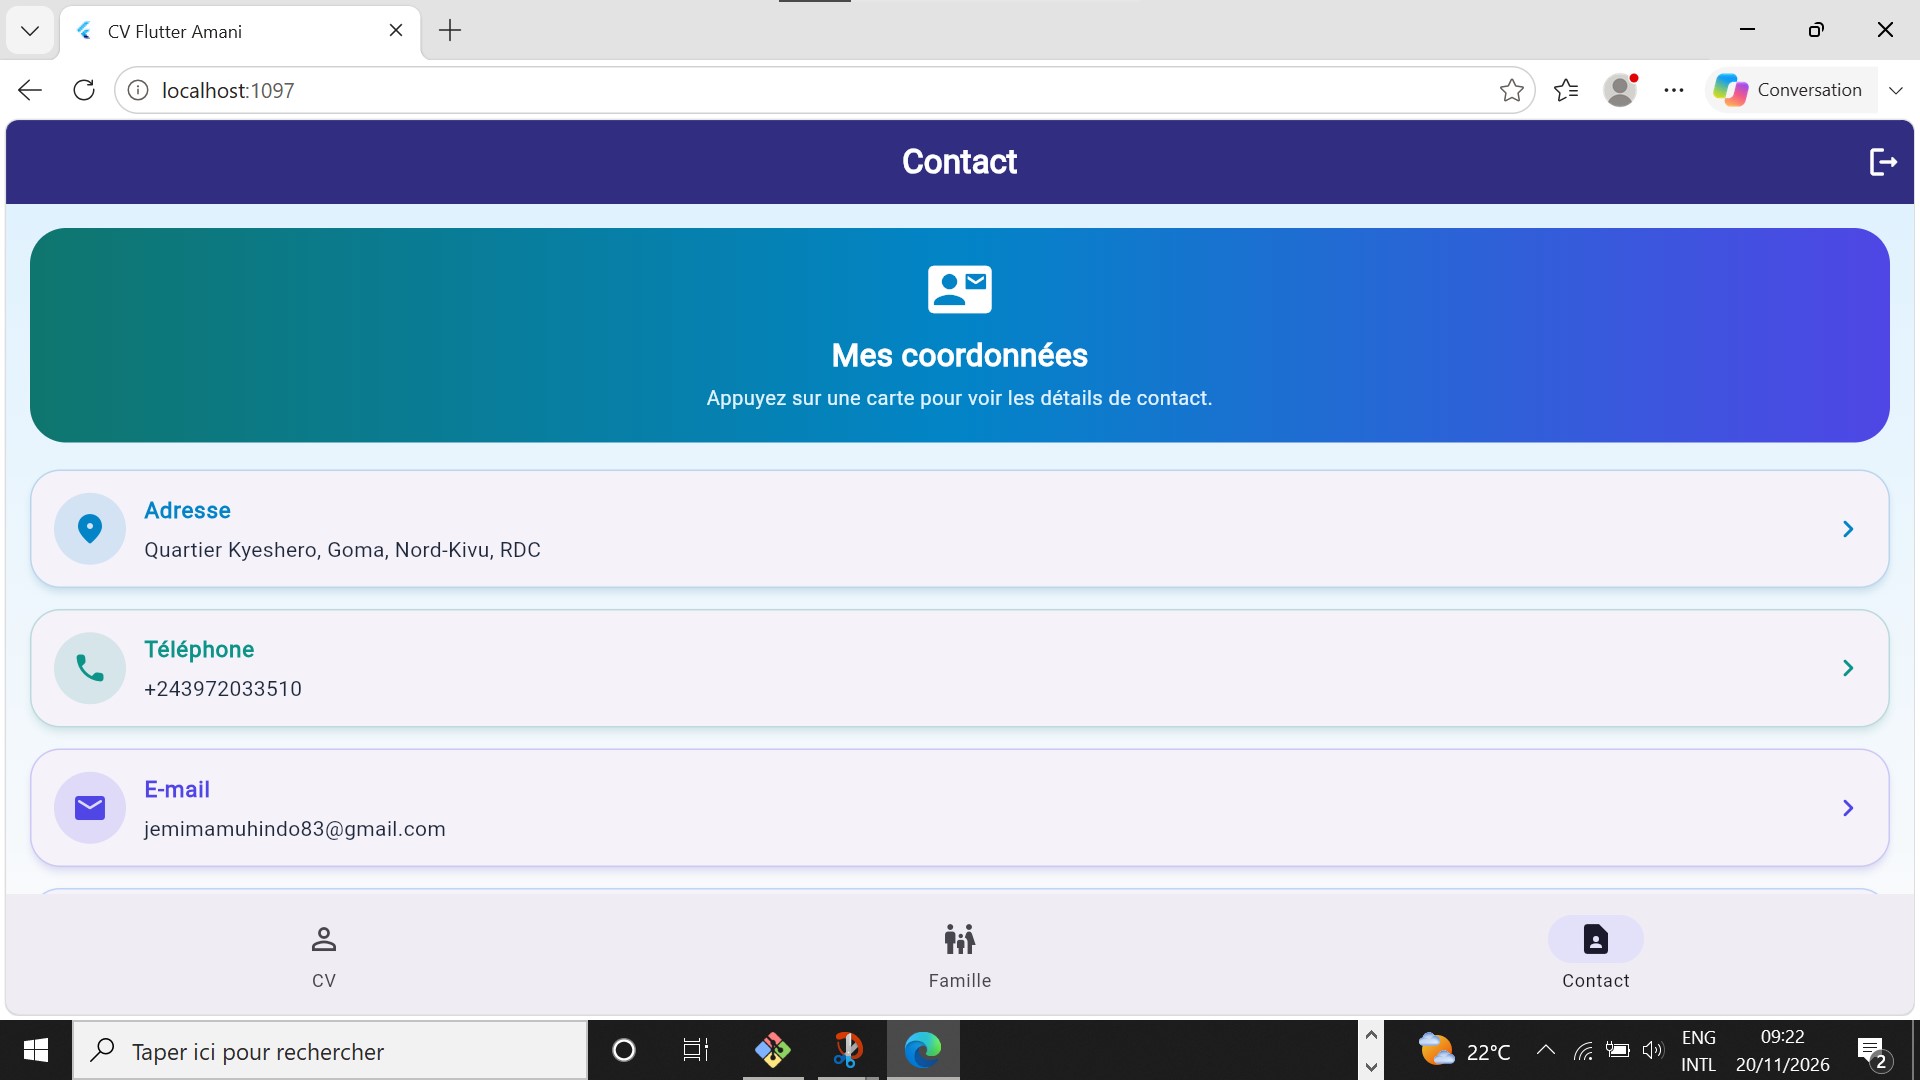 CV Flutter Amani
localhost:1097
Conversation
Contact
Mes coordonnées
Appuyez sur une carte pour voir les détails de contact.
Adresse
Quartier Kyeshero, Goma, Nord-Kivu, RDC
Téléphone
+243972033510
E-mail
jemimamuhindo83@gmail.com
CV
Famille
Contact
Taper ici pour rechercher
22°C
ENG
INTL
09:22
20/11/2026
2